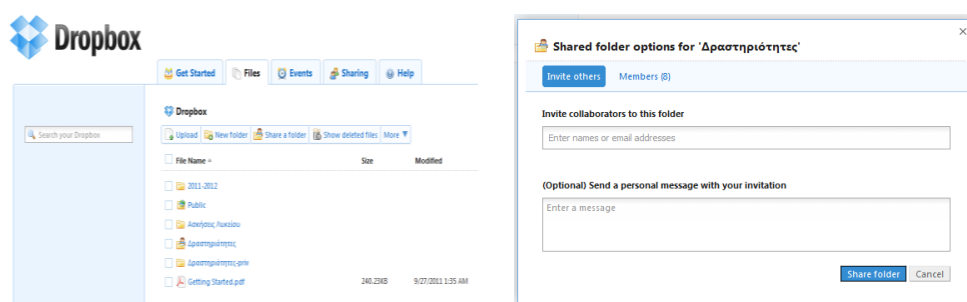 Dropbox
Get Started Files Events Sharing Help
Dropbox
Search your Dropbox
Upload New folder Share a folder Show deleted files More
File Name Size Modified
2011-2012
Public
Ασκήσεις Λυκείου
Δραστηριότητες
Δραστηριότητες-priv
Getting Started.pdf 240.23KB 9/27/2011 1:35 AM
Shared folder options for 'Δραστηριότητες'
Invite others Members (8)
Invite collaborators to this folder
Enter names or email addresses
(Optional) Send a personal message with your invitation
Enter a message
Share folder Cancel